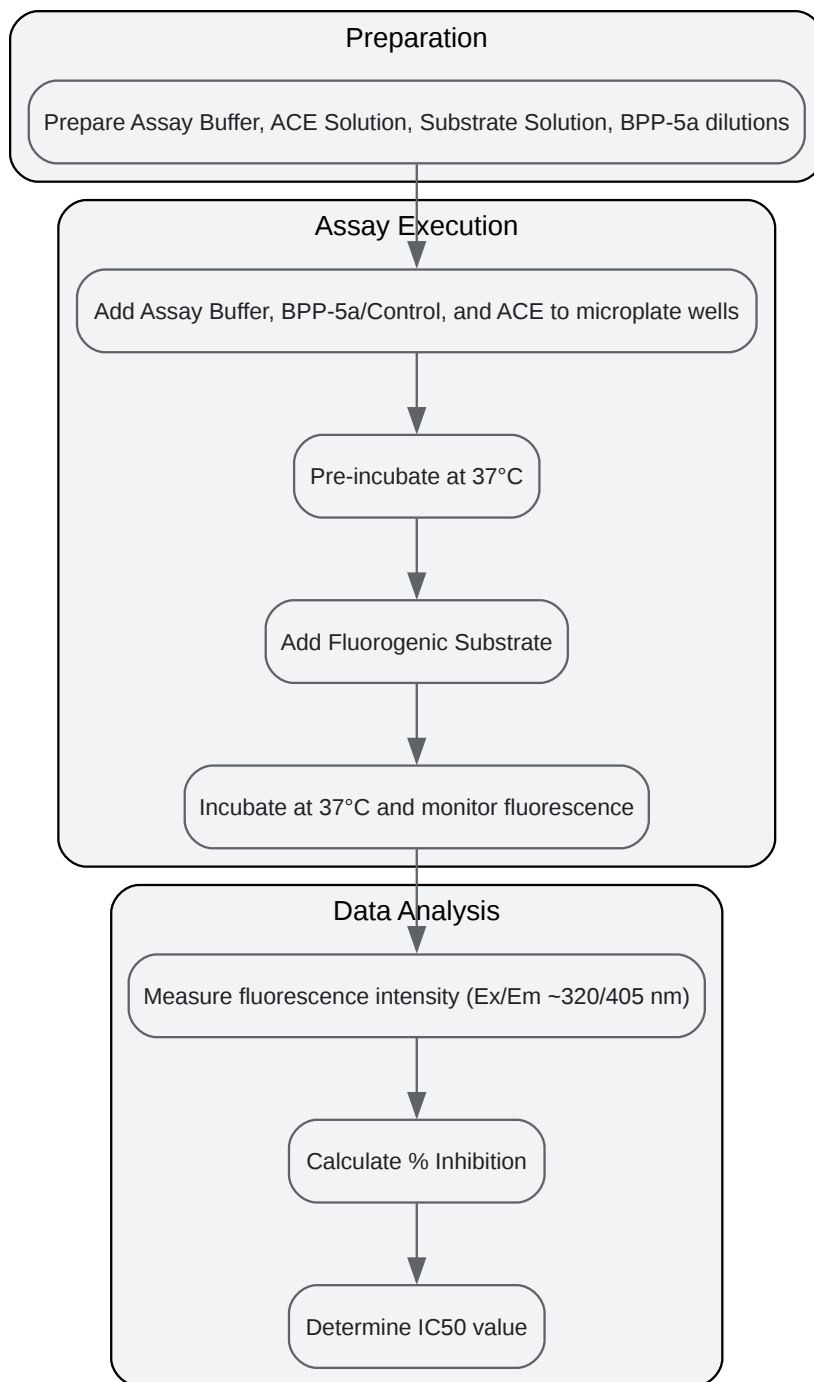 Preparation
Prepare Assay Buffer, ACE Solution, Substrate Solution, BPP-5a dilutions
Assay Execution
Add Assay Buffer, BPP-5a/Control, and ACE to microplate wells
Pre-incubate at 37°C
Add Fluorogenic Substrate
Incubate at 37°C and monitor fluorescence
Data Analysis
Measure fluorescence intensity (Ex/Em ~320/405 nm)
Calculate % Inhibition
Determine IC50 value